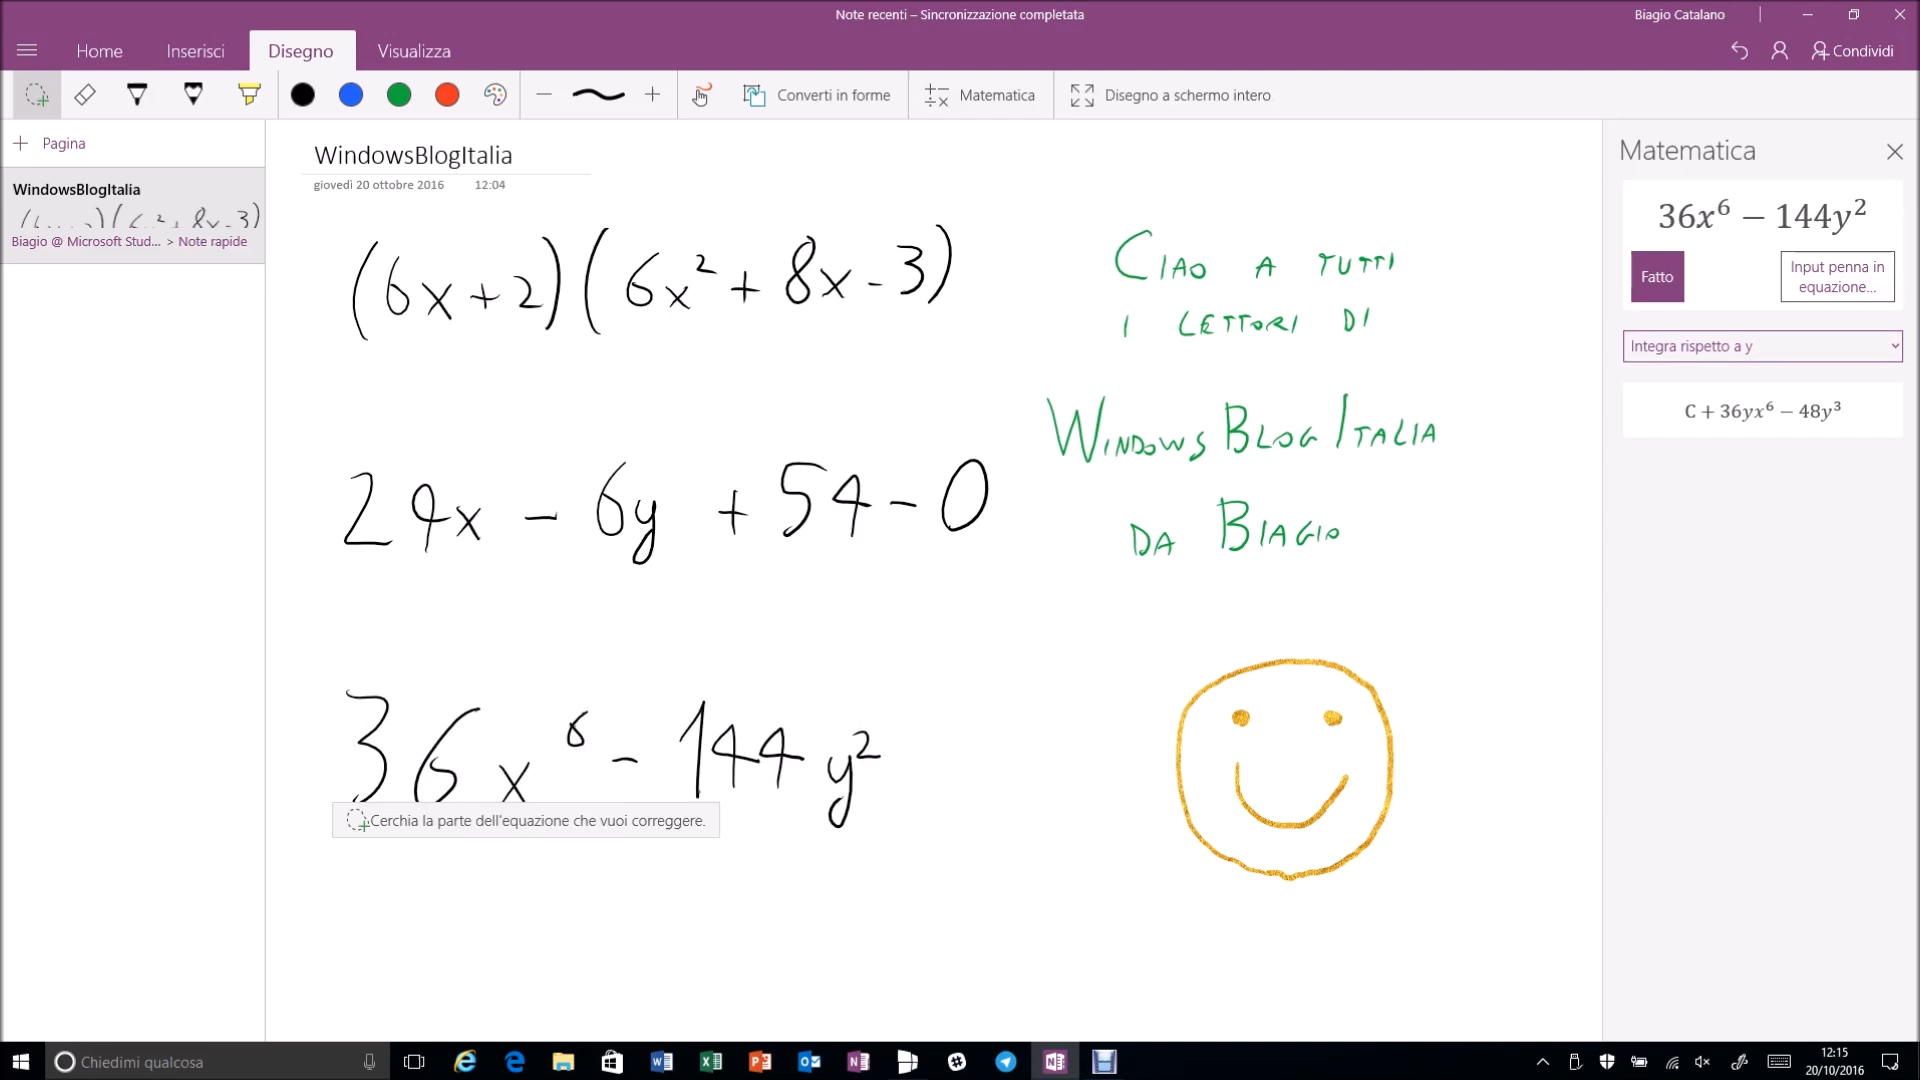 Note recenti – Sincronizzazione completata
Biagio Catalano
Home
Inserisci
Disegno
Visualizza
Condividi
Converti in forme
Matematica
Disegno a schermo intero
Pagina
WindowsBlogItalia
Biagio @ Microsoft Stud... > Note rapide
WindowsBlogItalia
giovedì 20 ottobre 2016 12:04
(6x+2)(6x²+8x-3)
24x - 6y + 54 - 0
36x⁶ - 144y²
Cerchia la parte dell'equazione che vuoi correggere.
CIAO A TUTTI
I LETTORI DI
WINDOWSBLOGITALIA
DA BIAGIO
Matematica
36x⁶ − 144y²
Fatto
Input penna in
equazione...
Integra rispetto a y
C + 36yx⁶ − 48y³
Chiedimi qualcosa
12:15
20/10/2016